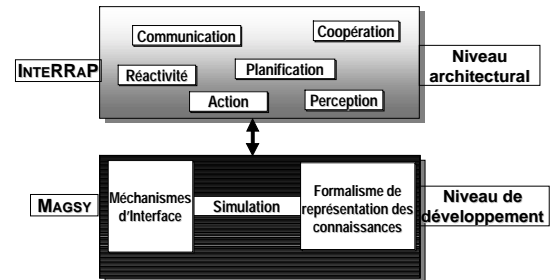 Communication
Coopération
INTERRAP
Réactivité
Planification
Niveau
architectural
Action
Perception
MAGSY
Méchanismes
d'Interface
Simulation
Formalisme de
représentation des
connaissances
Niveau de
développement